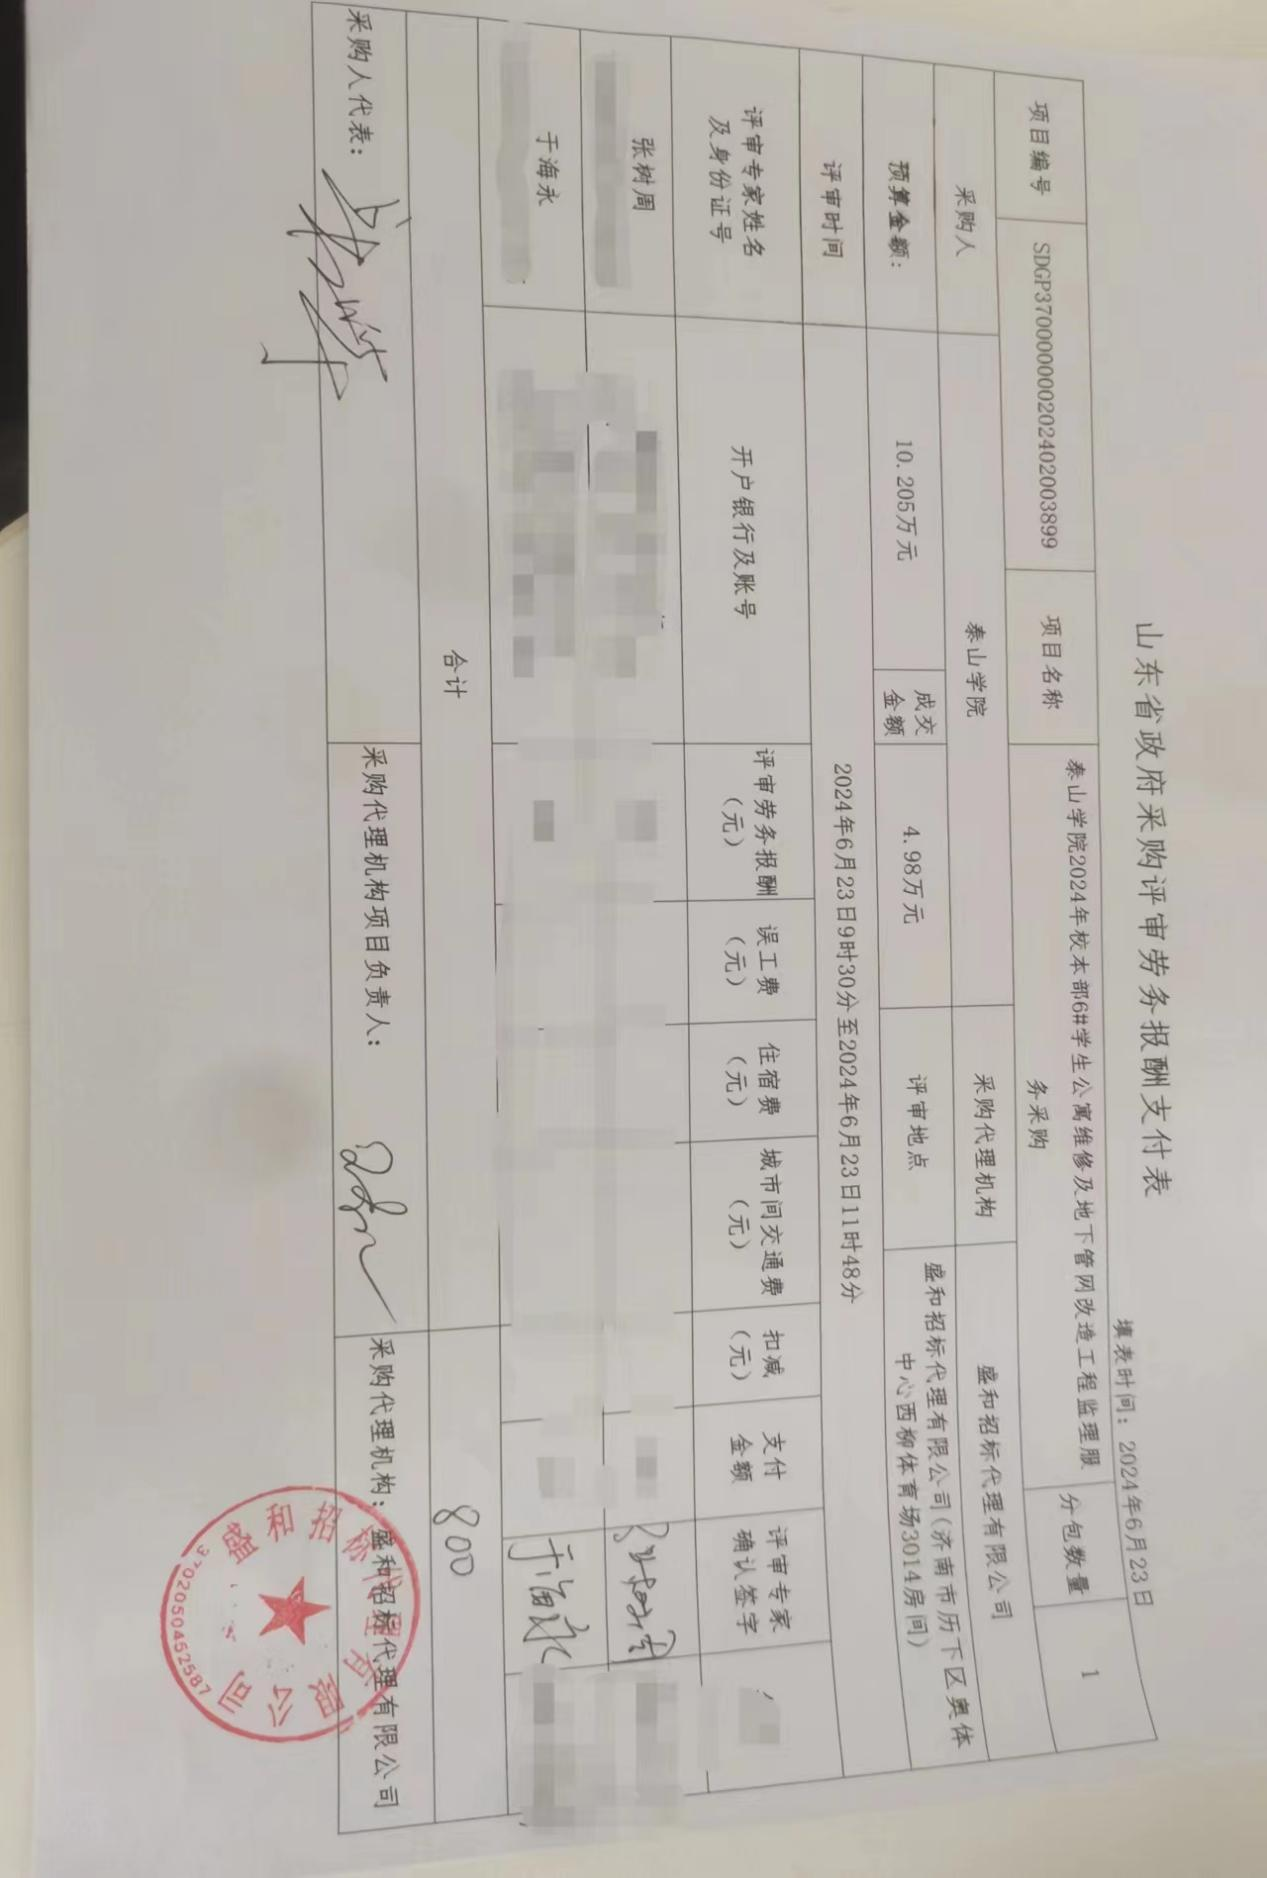 山东省政府采购评审劳务报酬支付表
填表时间：2024年6月23日
项目编号
SDGP370000000202402003899
项目名称
泰山学院2024年校本部6#学生公寓维修及地下管网改造工程监理服
务采购
分包数量
1
采购人
泰山学院
采购代理机构
盛和招标代理有限公司
预算金额：
10.205万元
成交
金额
4.98万元
评审地点
盛和招标代理有限公司(济南市历下区奥体
中心西柳体育场3014房间)
评审时间
2024年6月23日9时30分至2024年6月23日11时48分
评审专家姓名
及身份证号
开户银行及账号
评审劳务报酬
（元）
误工费
（元）
住宿费
（元）
城市间交通费
（元）
扣减
（元）
支付
金额
评审专家
确认签字
张树周
张树周
于海永
于海永
合计
800
采购人代表：
采购代理机构项目负责人：
采购代理机构：盛和招标代理有限公司
盛和招标代理有限公司
3702050452587